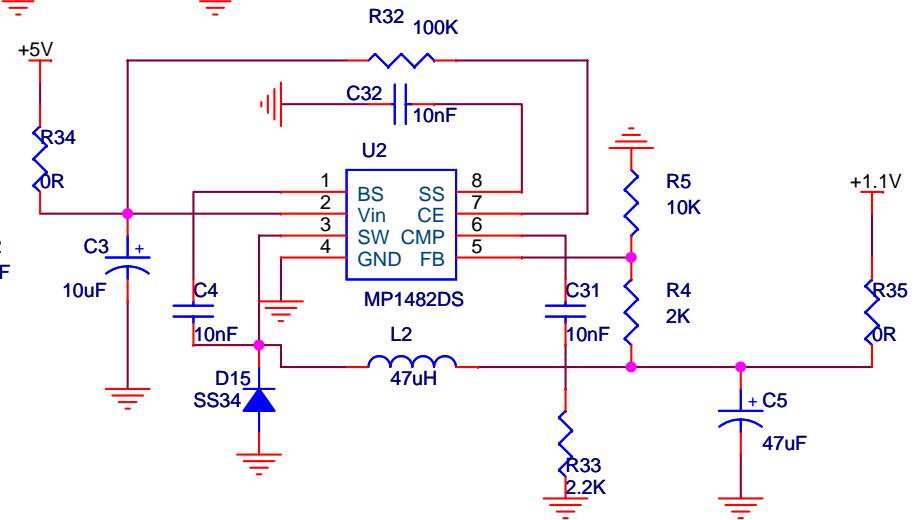 R32
100K
+5V
C32
10nF
R34
0R
U2
1
BS
SS
8
2
Vin
CE
7
3
SW
CMP
6
4
GND
FB
5
MP1482DS
R5
10K
+1.1V
C3
+
10uF
F
C4
10nF
C31
10nF
R4
2K
R35
0R
L2
47uH
D15
SS34
+
C5
47uF
R33
2.2K